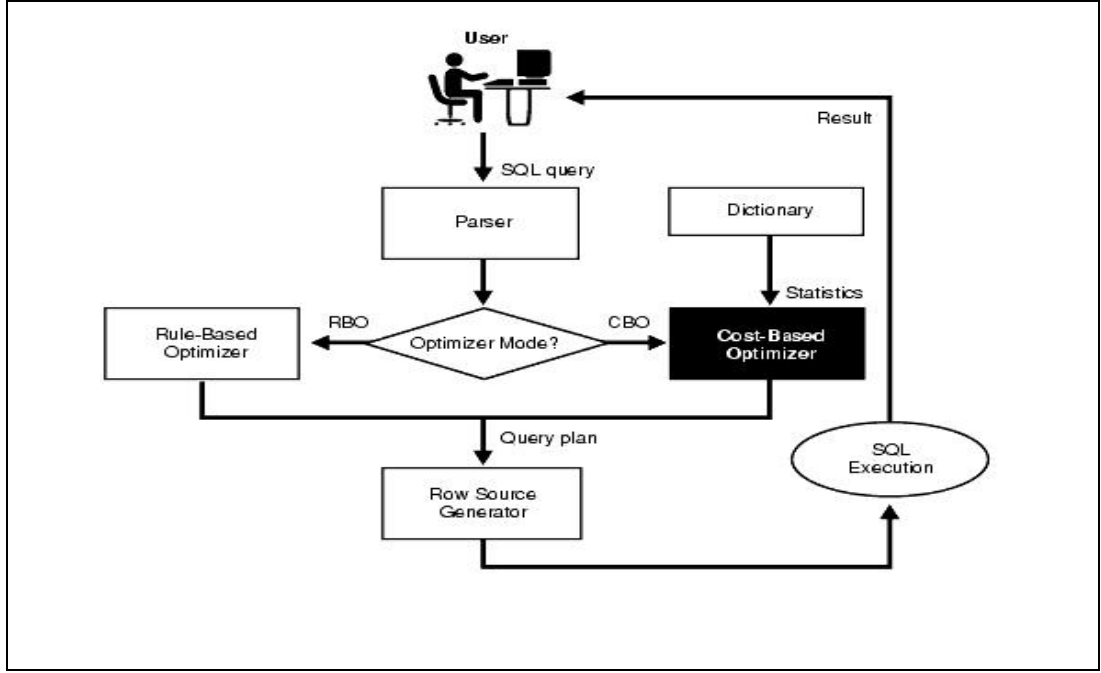 User
Result
SQL query
Parser
Dictionary
Statistics
RBO
CBO
Rule-Based
Optimizer
Optimizer Mode?
Cost-Based
Optimizer
Query plan
SQL
Execution
Row Source
Generator